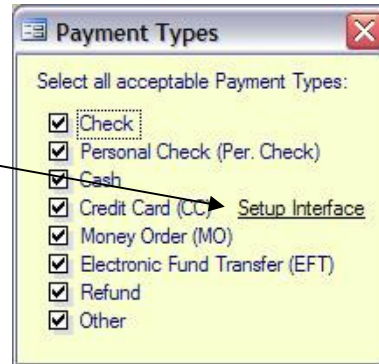 Payment Types
Select all acceptable Payment Types:
Check
Personal Check (Per. Check)
Cash
Credit Card (CC) Setup Interface
Money Order (MO)
Electronic Fund Transfer (EFT)
Refund
Other